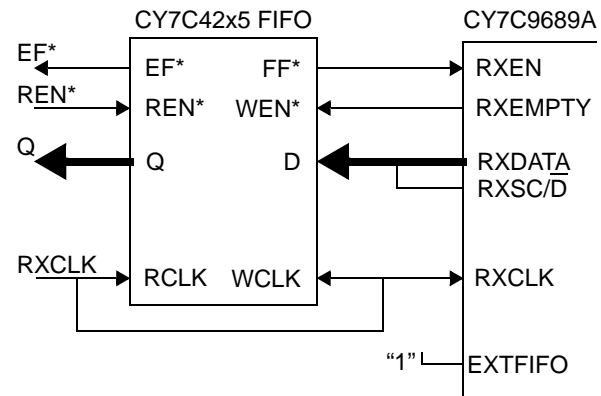 CY7C42x5 FIFO CY7C9689A
EF* EF* FF* RXEN
REN* REN* WEN* RXEMPTY
Q Q D RXDATA
RXSC/D̅
RXCLK RCLK WCLK RXCLK
“1” EXTFIFO